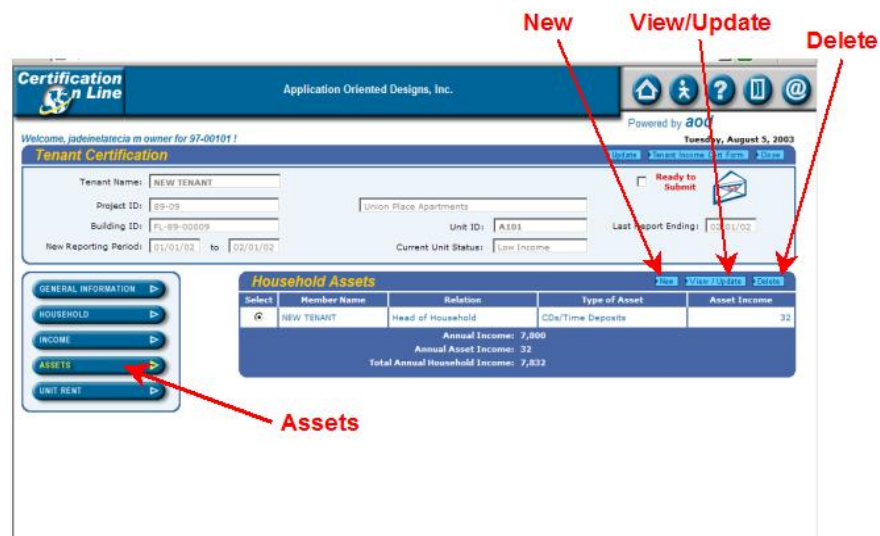 New View/Update Delete
Certification
On Line
Application Oriented Designs, Inc.
Powered by aod
Welcome, jadeinelatecia m owner for 97-00101 !
Tuesday, August 5, 2003
Tenant Certification
Update Tenant Income Cert Form Close
Tenant Name: NEW TENANT
Ready to Submit
Project ID: 89-09 Union Place Apartments
Building ID: FL-89-00009 Unit ID: A101 Last Report Ending: 02/01/02
New Reporting Period: 01/01/02 to 02/01/02 Current Unit Status: Low Income
GENERAL INFORMATION
HOUSEHOLD
INCOME
ASSETS
UNIT RENT
Household Assets
New View / Update Delete
Select Member Name Relation Type of Asset Asset Income
NEW TENANT Head of Household CDs/Time Deposits 32
Annual Income: 7,800
Annual Asset Income: 32
Total Annual Household Income: 7,832
Assets